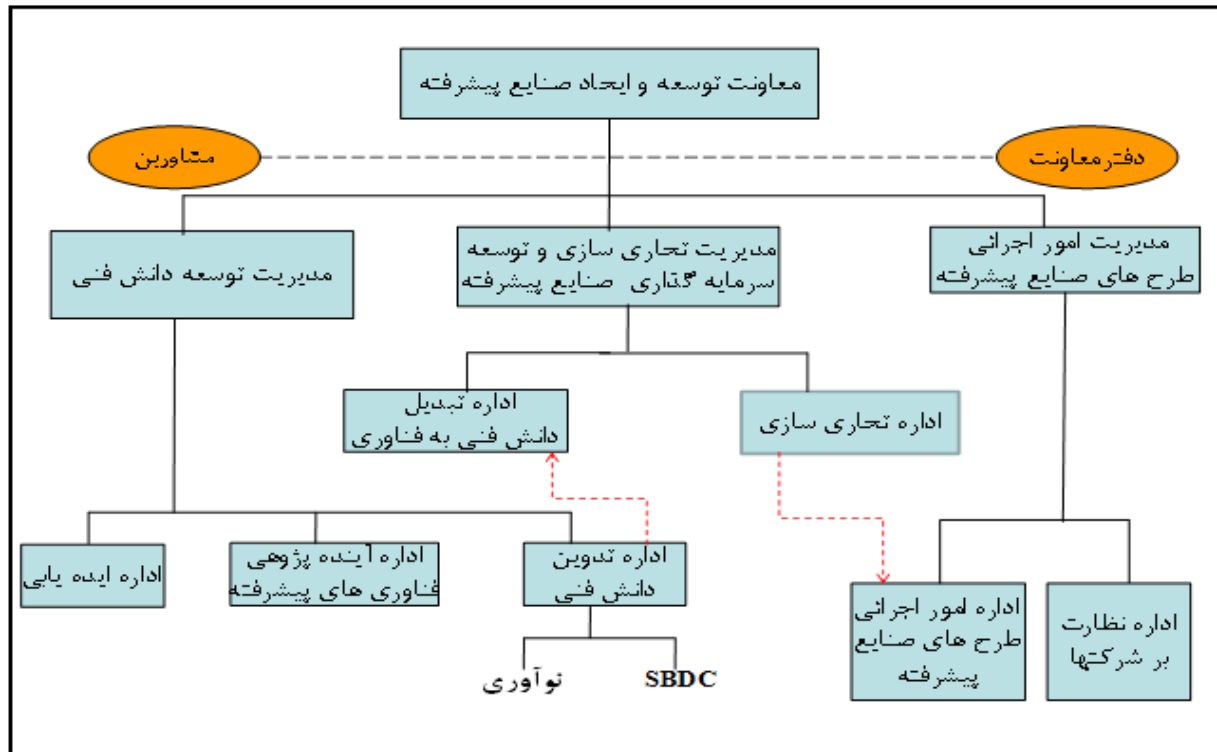 معاونت توسعه و ایجاد صنایع پیشرفته
دفترمعاونت
مشاورین
مدیریت امور اجرائی
طرح های صنایع پیشرفته
مدیریت تجاری سازی و توسعه
سرمایه گذاری صنایع پیشرفته
مدیریت توسعه دانش فنی
اداره تجاری سازی
اداره تبدیل
دانش فنی به فناوری
اداره نظارت
بر شرکتها
اداره امور اجرائی
طرح های صنایع
پیشرفته
اداره تدوین
دانش فنی
اداره آینده پژوهی
فناوری های پیشرفته
اداره ایده یابی
SBDC
نوآوری